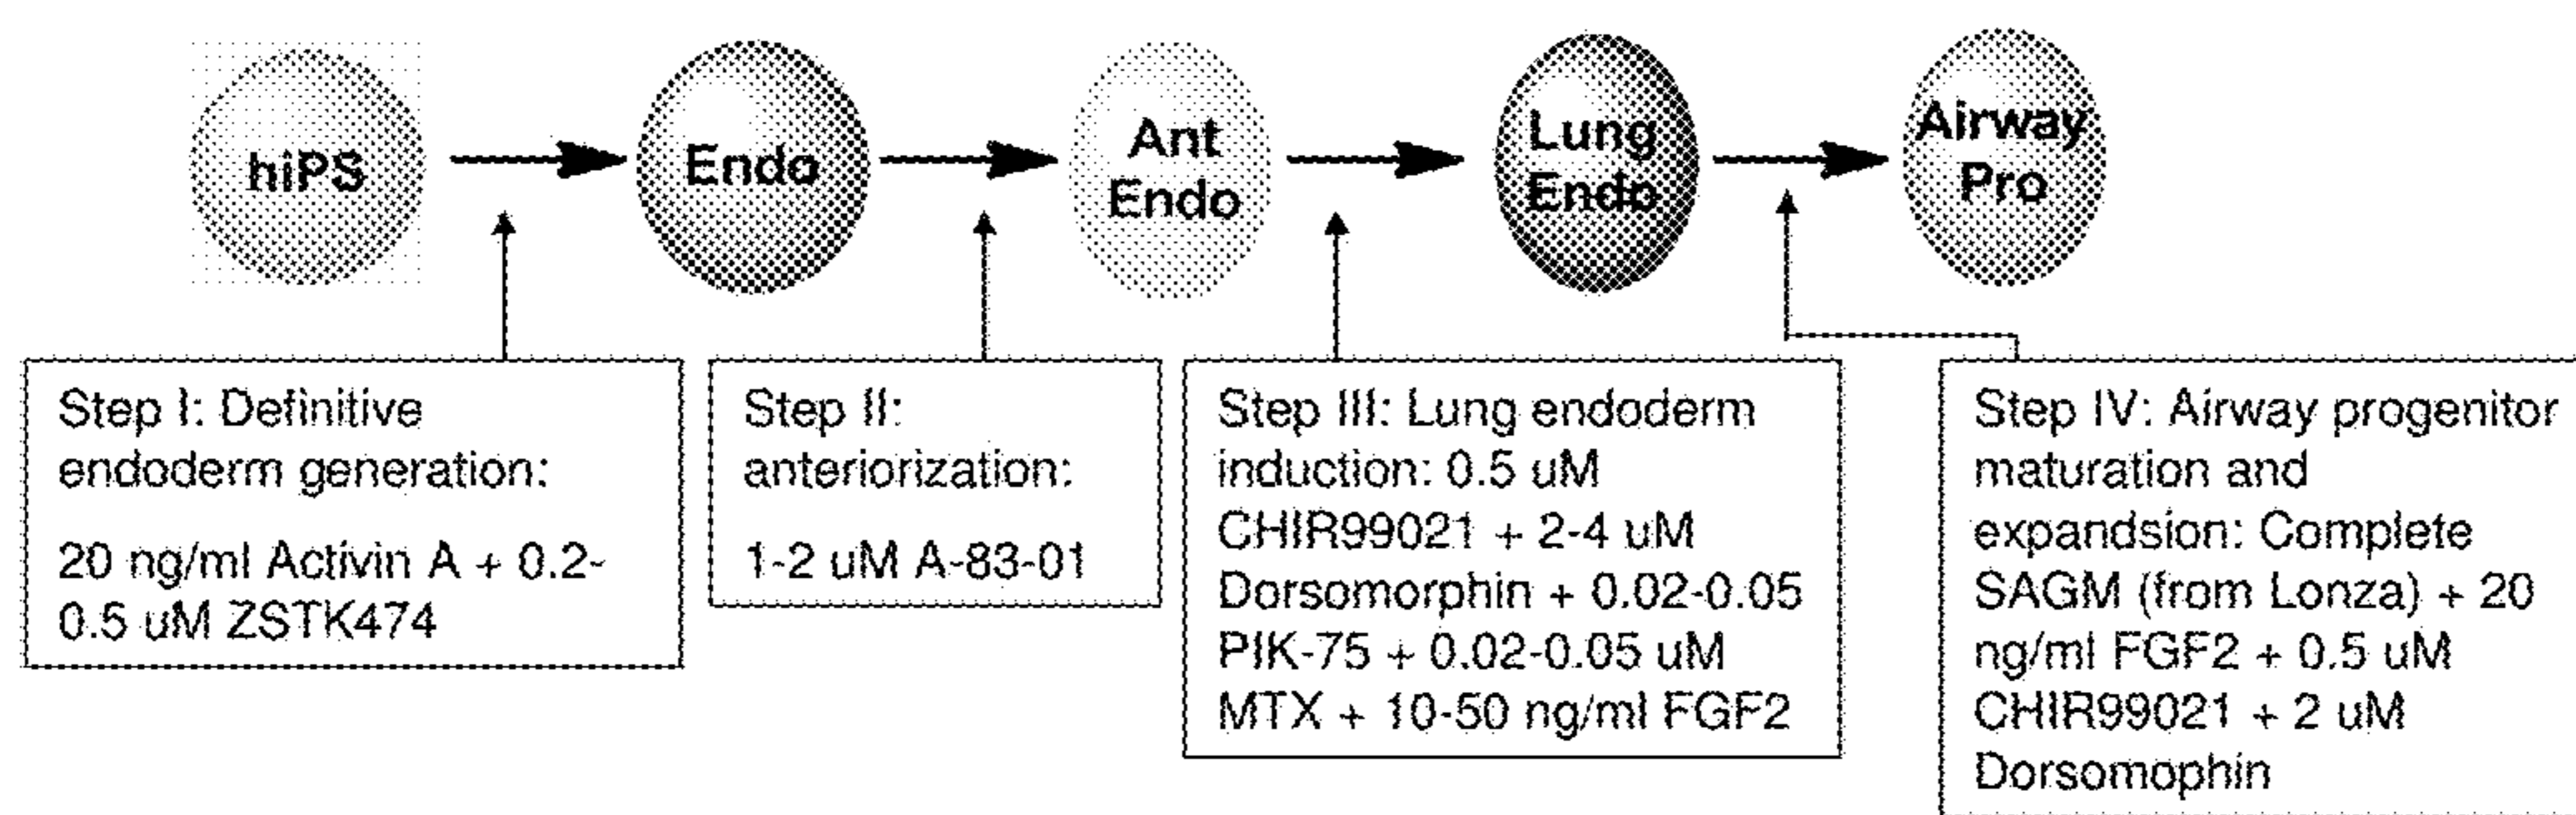 hiPS
Endo
Ant
Endo
Lung
Endo
Airway
Pro
Step I: Definitive
endoderm generation:
20 ng/ml Activin A + 0.2-
0.5 uM ZSTK474
Step II:
anteriorization:
1-2 uM A-83-01
Step III: Lung endoderm
induction: 0.5 uM
CHIR99021 + 2-4 uM
Dorsomorphin + 0.02-0.05
PIK-75 + 0.02-0.05 uM
MTX + 10-50 ng/ml FGF2
Step IV: Airway progenitor
maturation and
expandsion: Complete
SAGM (from Lonza) + 20
ng/ml FGF2 + 0.5 uM
CHIR99021 + 2 uM
Dorsomophin